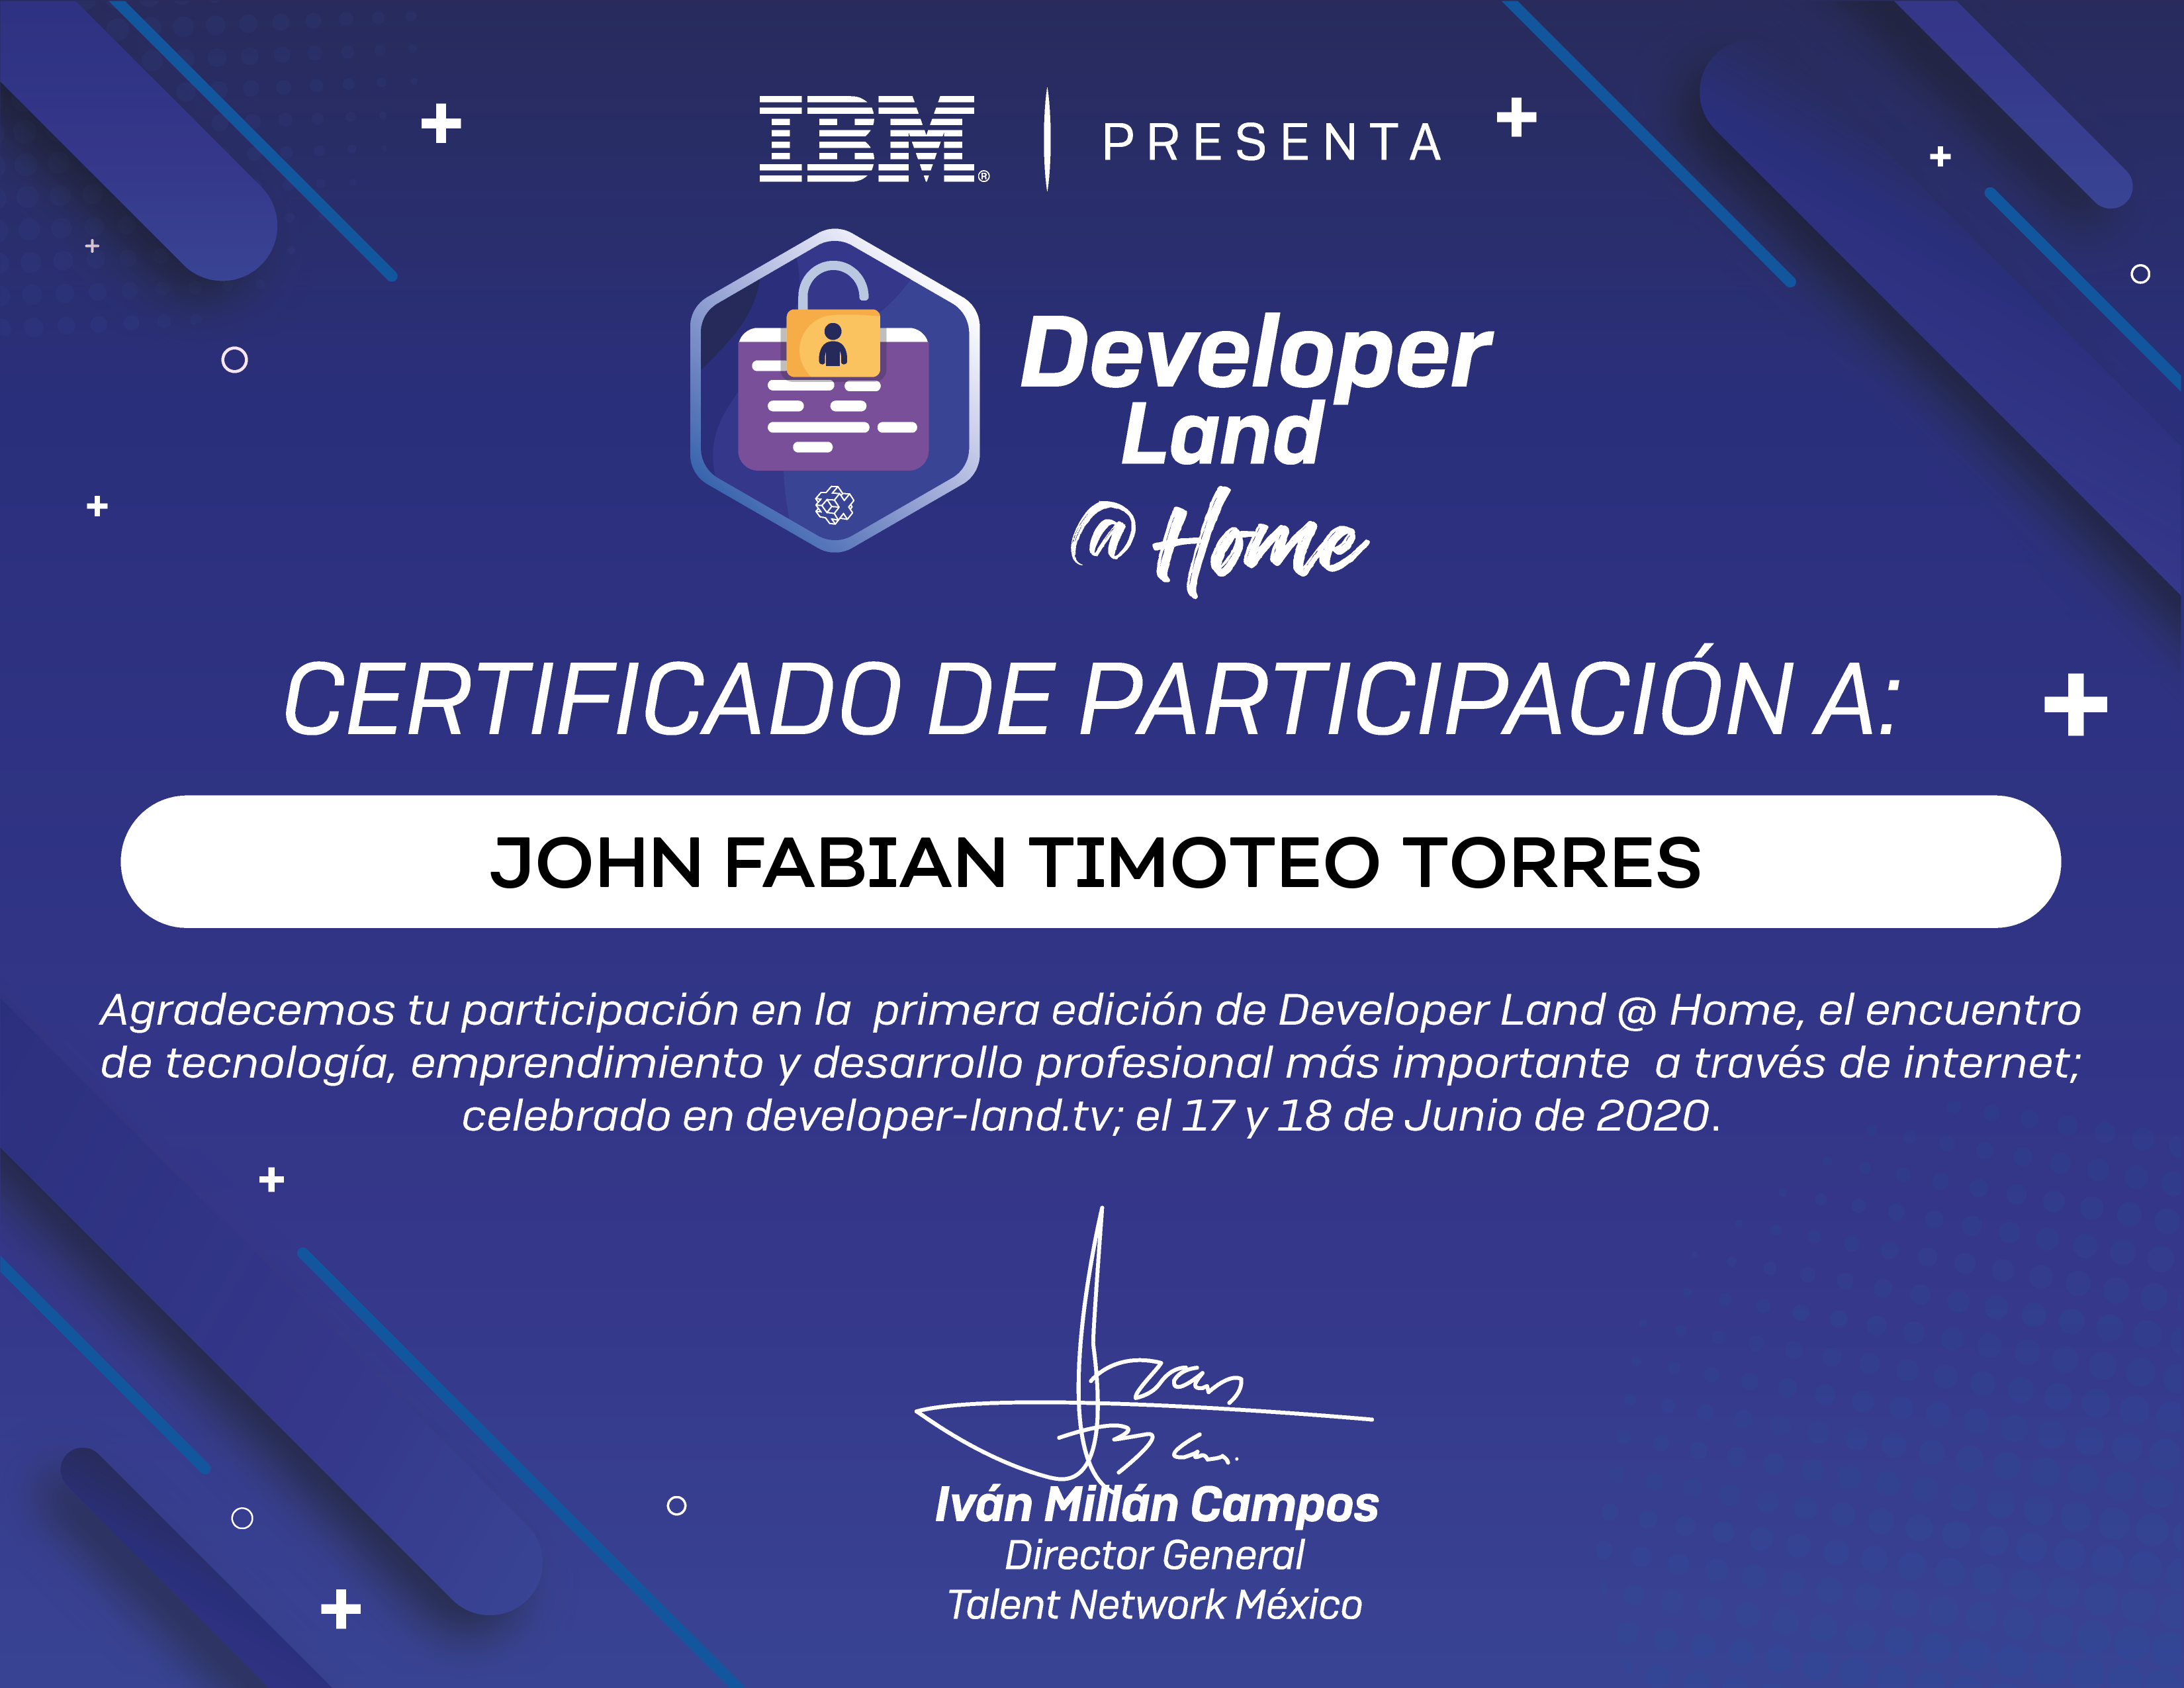 IBM® PRESENTA
Developer
Land
@ Home
CERTIFICADO DE PARTICIPACIÓN A:
JOHN FABIAN TIMOTEO TORRES
Agradecemos tu participación en la primera edición de Developer Land @ Home, el encuentro
de tecnología, emprendimiento y desarrollo profesional más importante a través de internet;
celebrado en developer-land.tv; el 17 y 18 de Junio de 2020.
Iván Millán Campos
Director General
Talent Network México